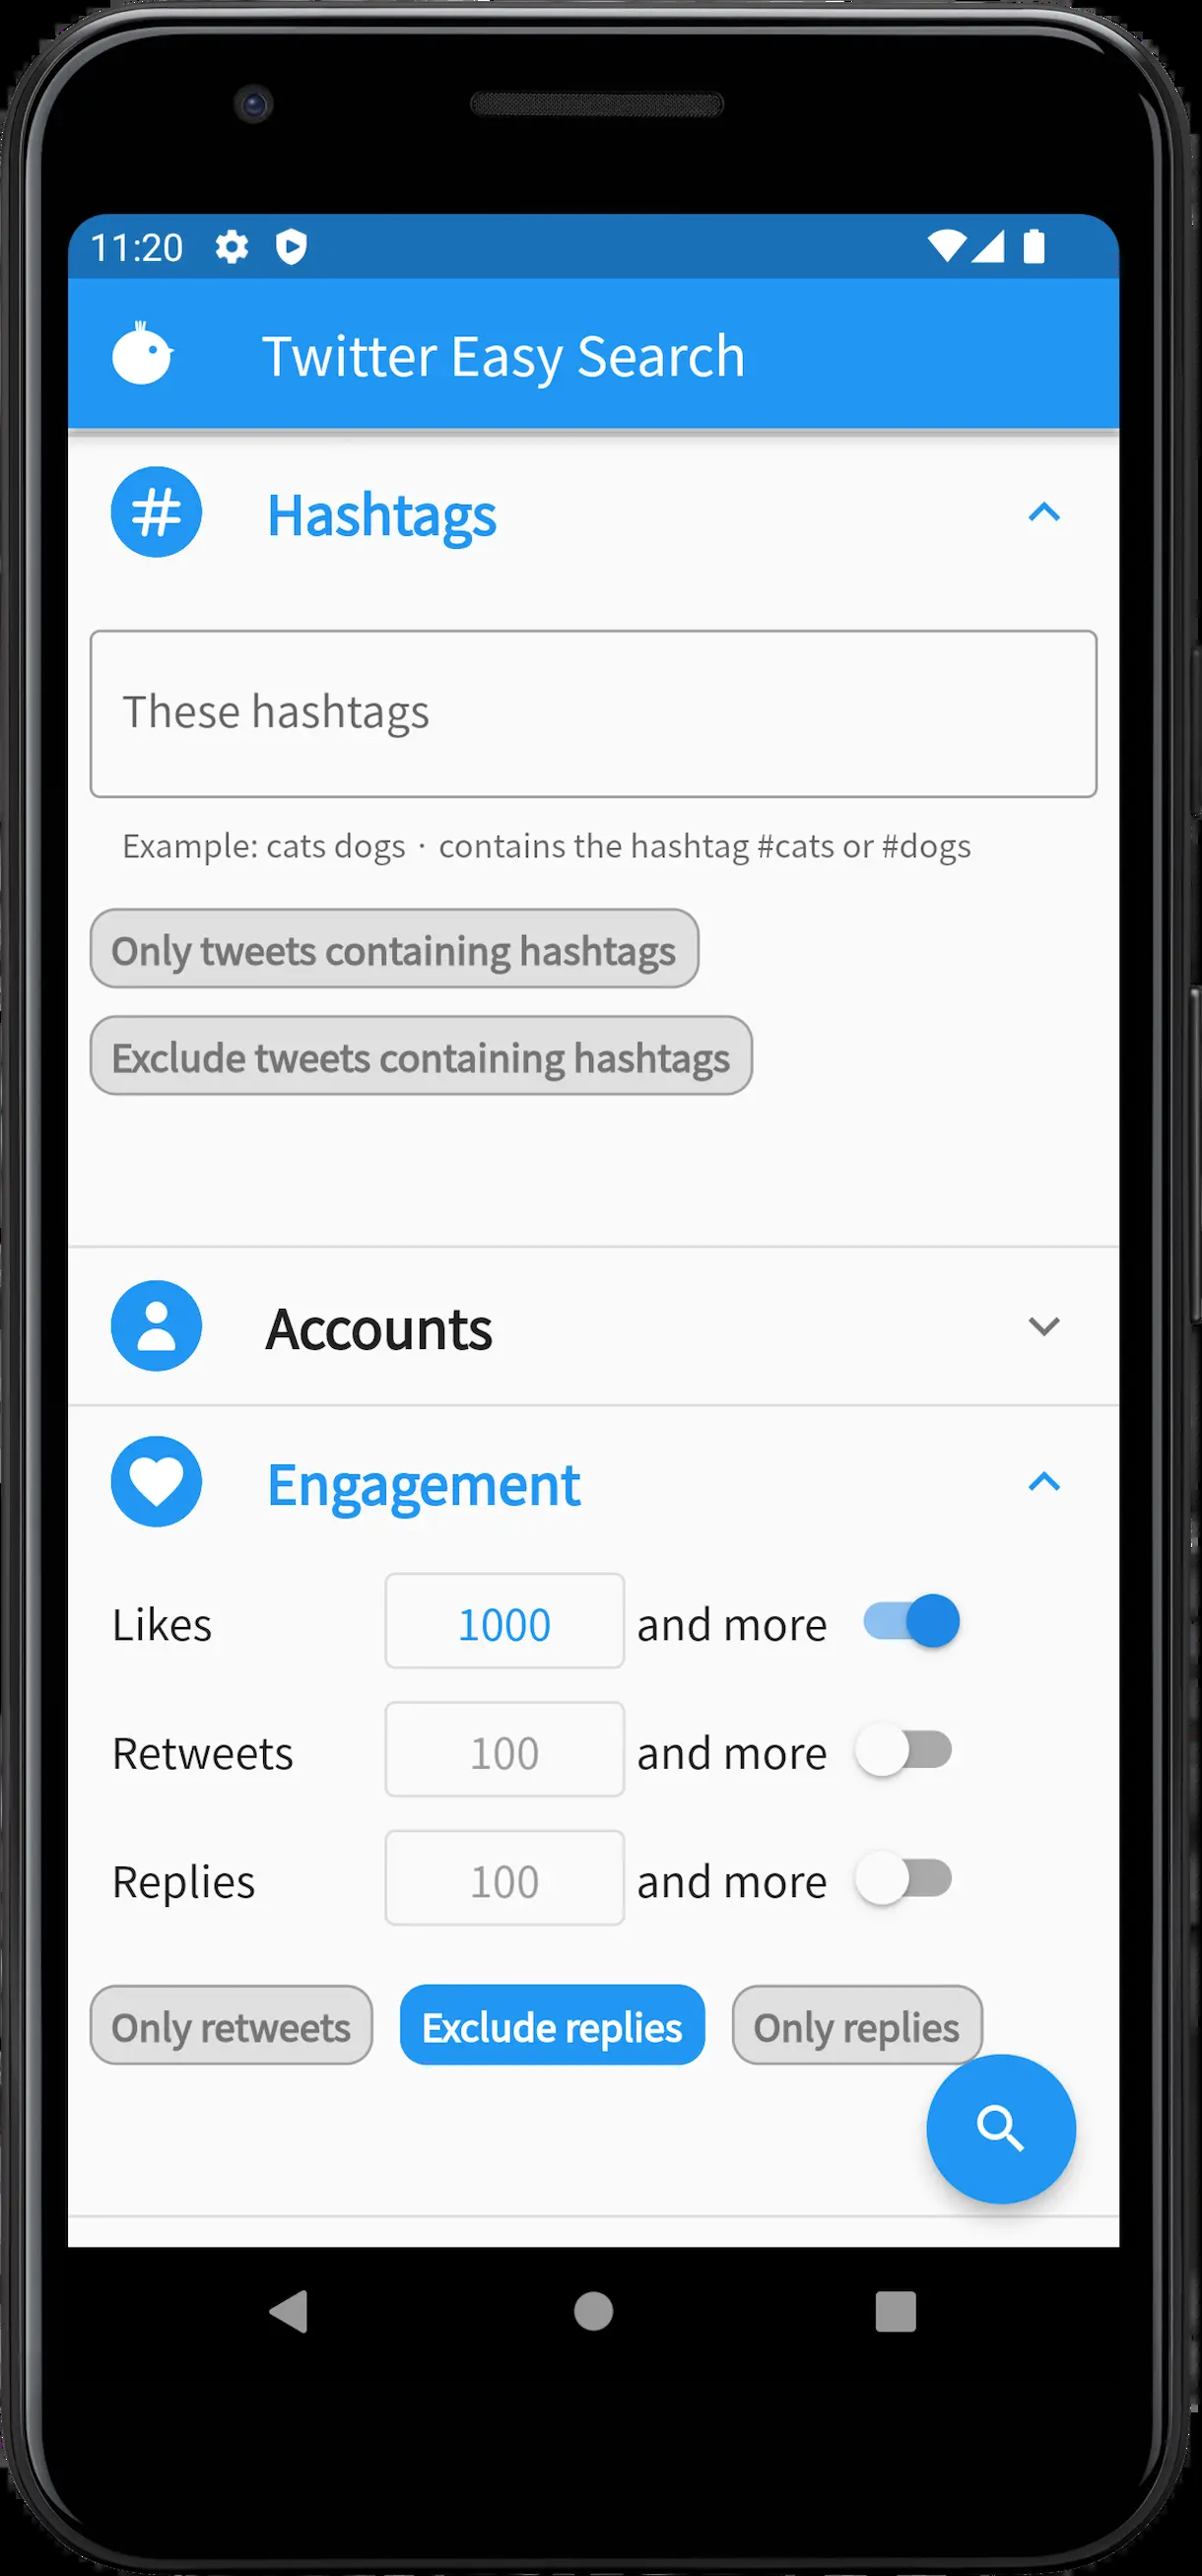 11:20
Twitter Easy Search
# Hashtags
These hashtags
Example: cats dogs · contains the hashtag #cats or #dogs
Only tweets containing hashtags
Exclude tweets containing hashtags
Accounts
Engagement
Likes 1000 and more
Retweets 100 and more
Replies 100 and more
Only retweets Exclude replies Only replies